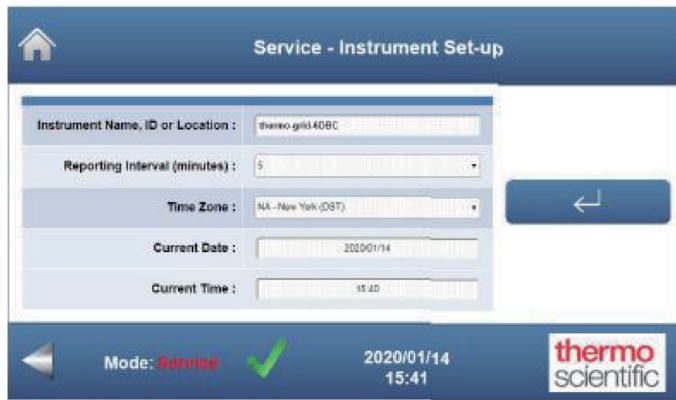 Service - Instrument Set-up
Instrument Name, ID or Location : thermo-grid-6DBC
Reporting Interval (minutes) : 5
Time Zone : NA - New York (DST)
Current Date : 2020/01/14
Current Time : 15:40
Mode: Service
2020/01/14
15:41
thermo
scientific